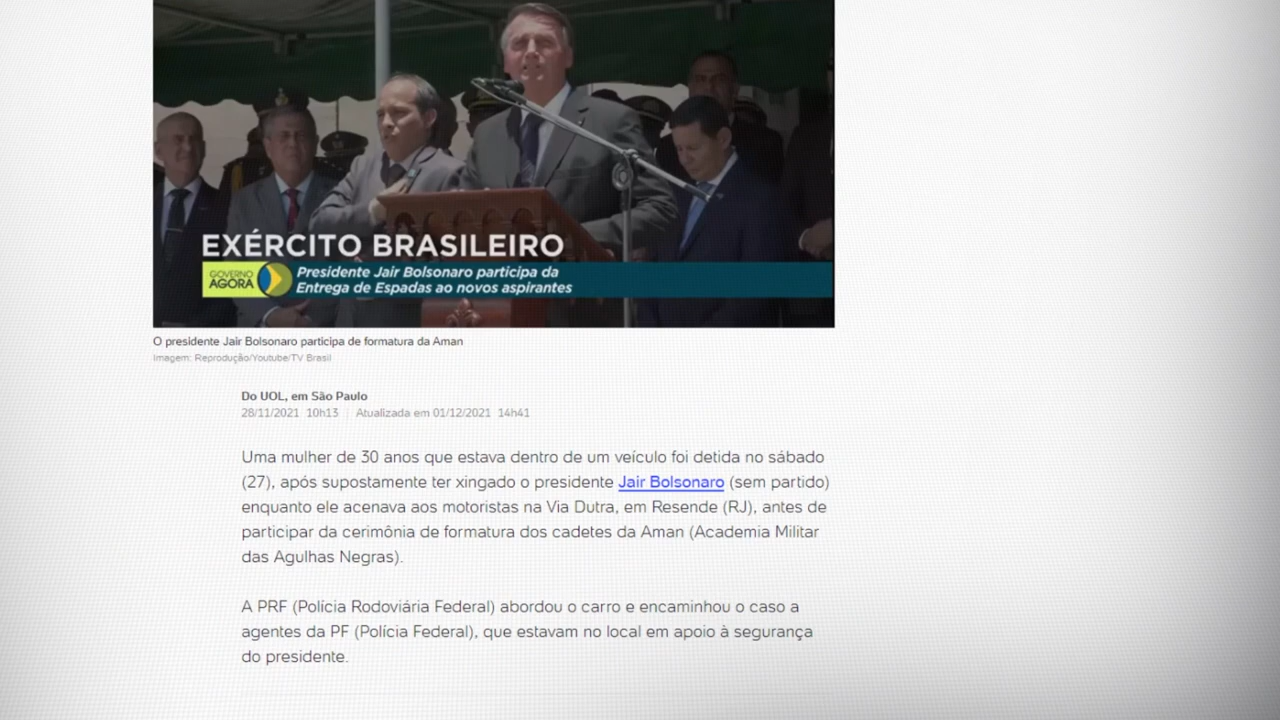 EXÉRCITO BRASILEIRO
GOVERNO
AGORA
Presidente Jair Bolsonaro participa da
Entrega de Espadas ao novos aspirantes
O presidente Jair Bolsonaro participa de formatura da Aman
Imagem: Reprodução/Youtube/TV Brasil
Do UOL, em São Paulo
28/11/2021 10h13 | Atualizada em 01/12/2021 14h41
Uma mulher de 30 anos que estava dentro de um veículo foi detida no sábado
(27), após supostamente ter xingado o presidente Jair Bolsonaro (sem partido)
enquanto ele acenava aos motoristas na Via Dutra, em Resende (RJ), antes de
participar da cerimônia de formatura dos cadetes da Aman (Academia Militar
das Agulhas Negras).
A PRF (Polícia Rodoviária Federal) abordou o carro e encaminhou o caso a
agentes da PF (Polícia Federal), que estavam no local em apoio à segurança
do presidente.